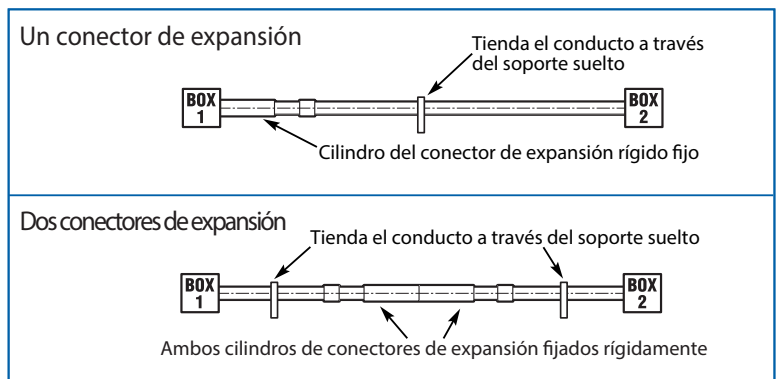 Un conector de expansión
Tienda el conducto a través
del soporte suelto
BOX
1
BOX
2
Cilindro del conector de expansión rígido fijo
Dos conectores de expansión
Tienda el conducto a través del soporte suelto
BOX
1
BOX
2
Ambos cilindros de conectores de expansión fijados rígidamente